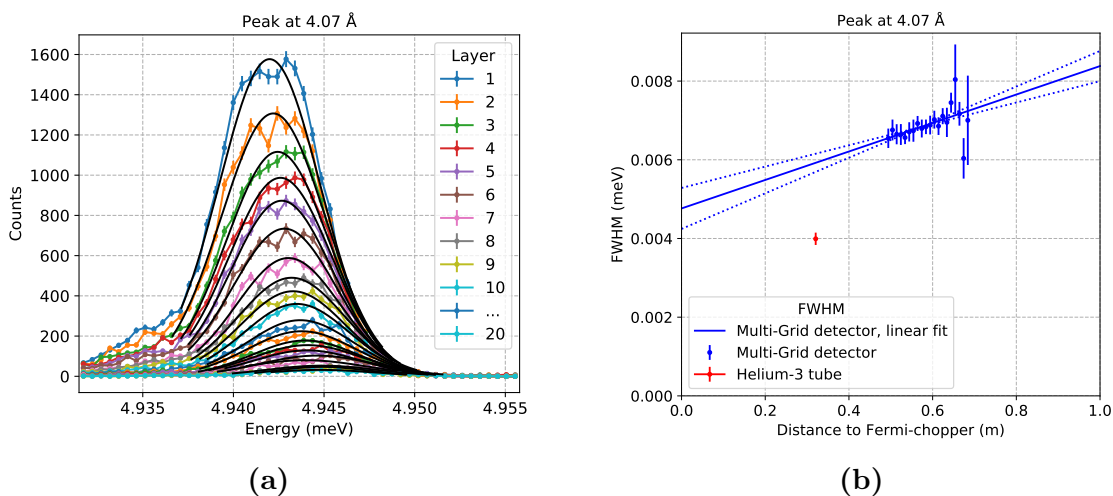 Peak at 4.07 Å
1600
1400
1200
1000
800
600
400
200
0
Counts
4.935
4.940
4.945
4.950
4.955
Energy (meV)
Layer
1
2
3
4
5
6
7
8
9
10
...
20
(a)
Peak at 4.07 Å
0.008
0.006
0.004
0.002
0.000
FWHM (meV)
0.0
0.2
0.4
0.6
0.8
1.0
Distance to Fermi-chopper (m)
FWHM
Multi-Grid detector, linear fit
Multi-Grid detector
Helium-3 tube
(b)